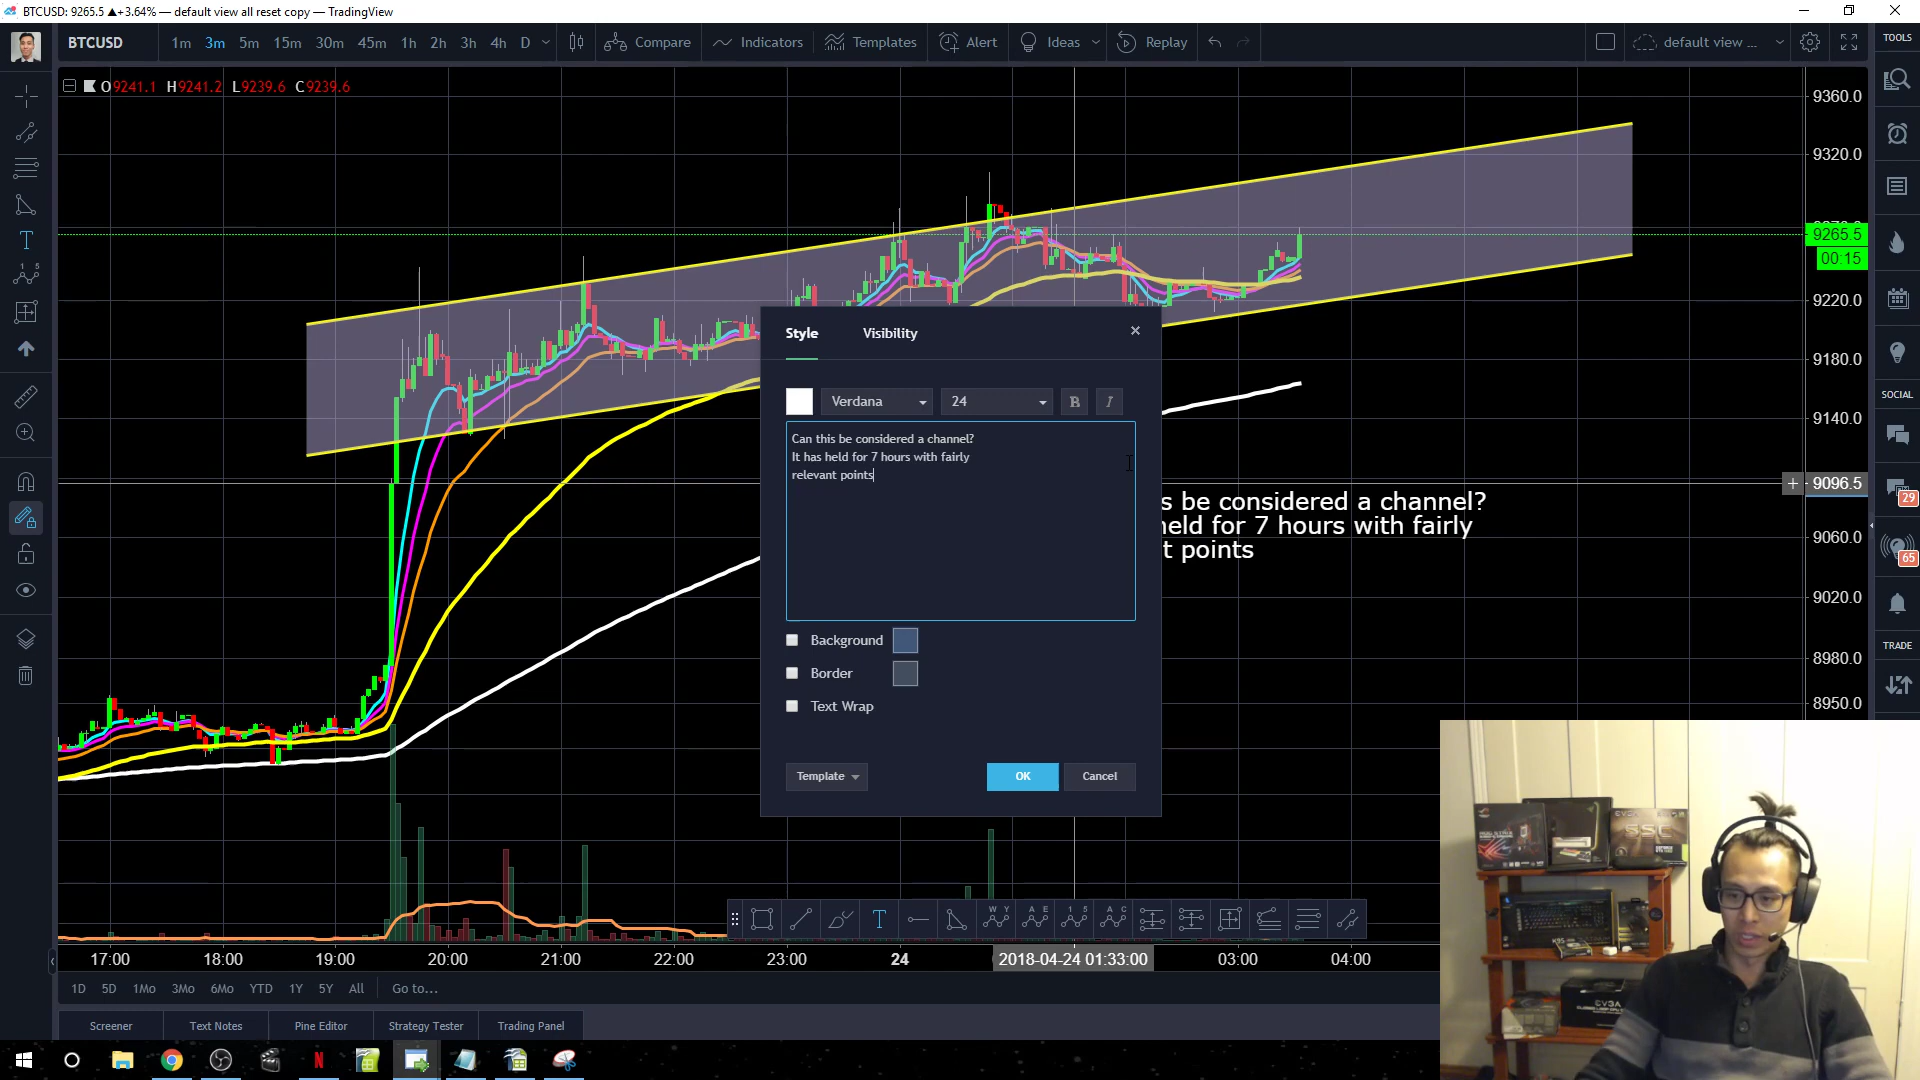 BTCUSD: 9265.5 ▲+3.64% — default view all reset copy — TradingView
BTCUSD 1m 3m 5m 15m 30m 45m 1h 2h 3h 4h D Compare Indicators Templates Alert Ideas Replay default view ...
TOOLS
O9241.1 H9241.2 L9239.6 C9239.6
9360.0
9320.0
9265.5
00:15
9220.0
9180.0
9140.0
9096.5
9060.0
9020.0
8980.0
8950.0
Style Visibility
Verdana 24 B I
Can this be considered a channel?
It has held for 7 hours with fairly
relevant points
s be considered a channel?
held for 7 hours with fairly
t points
Background
Border
Text Wrap
Template OK Cancel
SOCIAL
29
65
TRADE
W Y A E 1 5 A C
17:00 18:00 19:00 20:00 21:00 22:00 23:00 24 2018-04-24 01:33:00 03:00 04:00
1D 5D 1Mo 3Mo 6Mo YTD 1Y 5Y All Go to...
Screener Text Notes Pine Editor Strategy Tester Trading Panel
SSC
EVGA